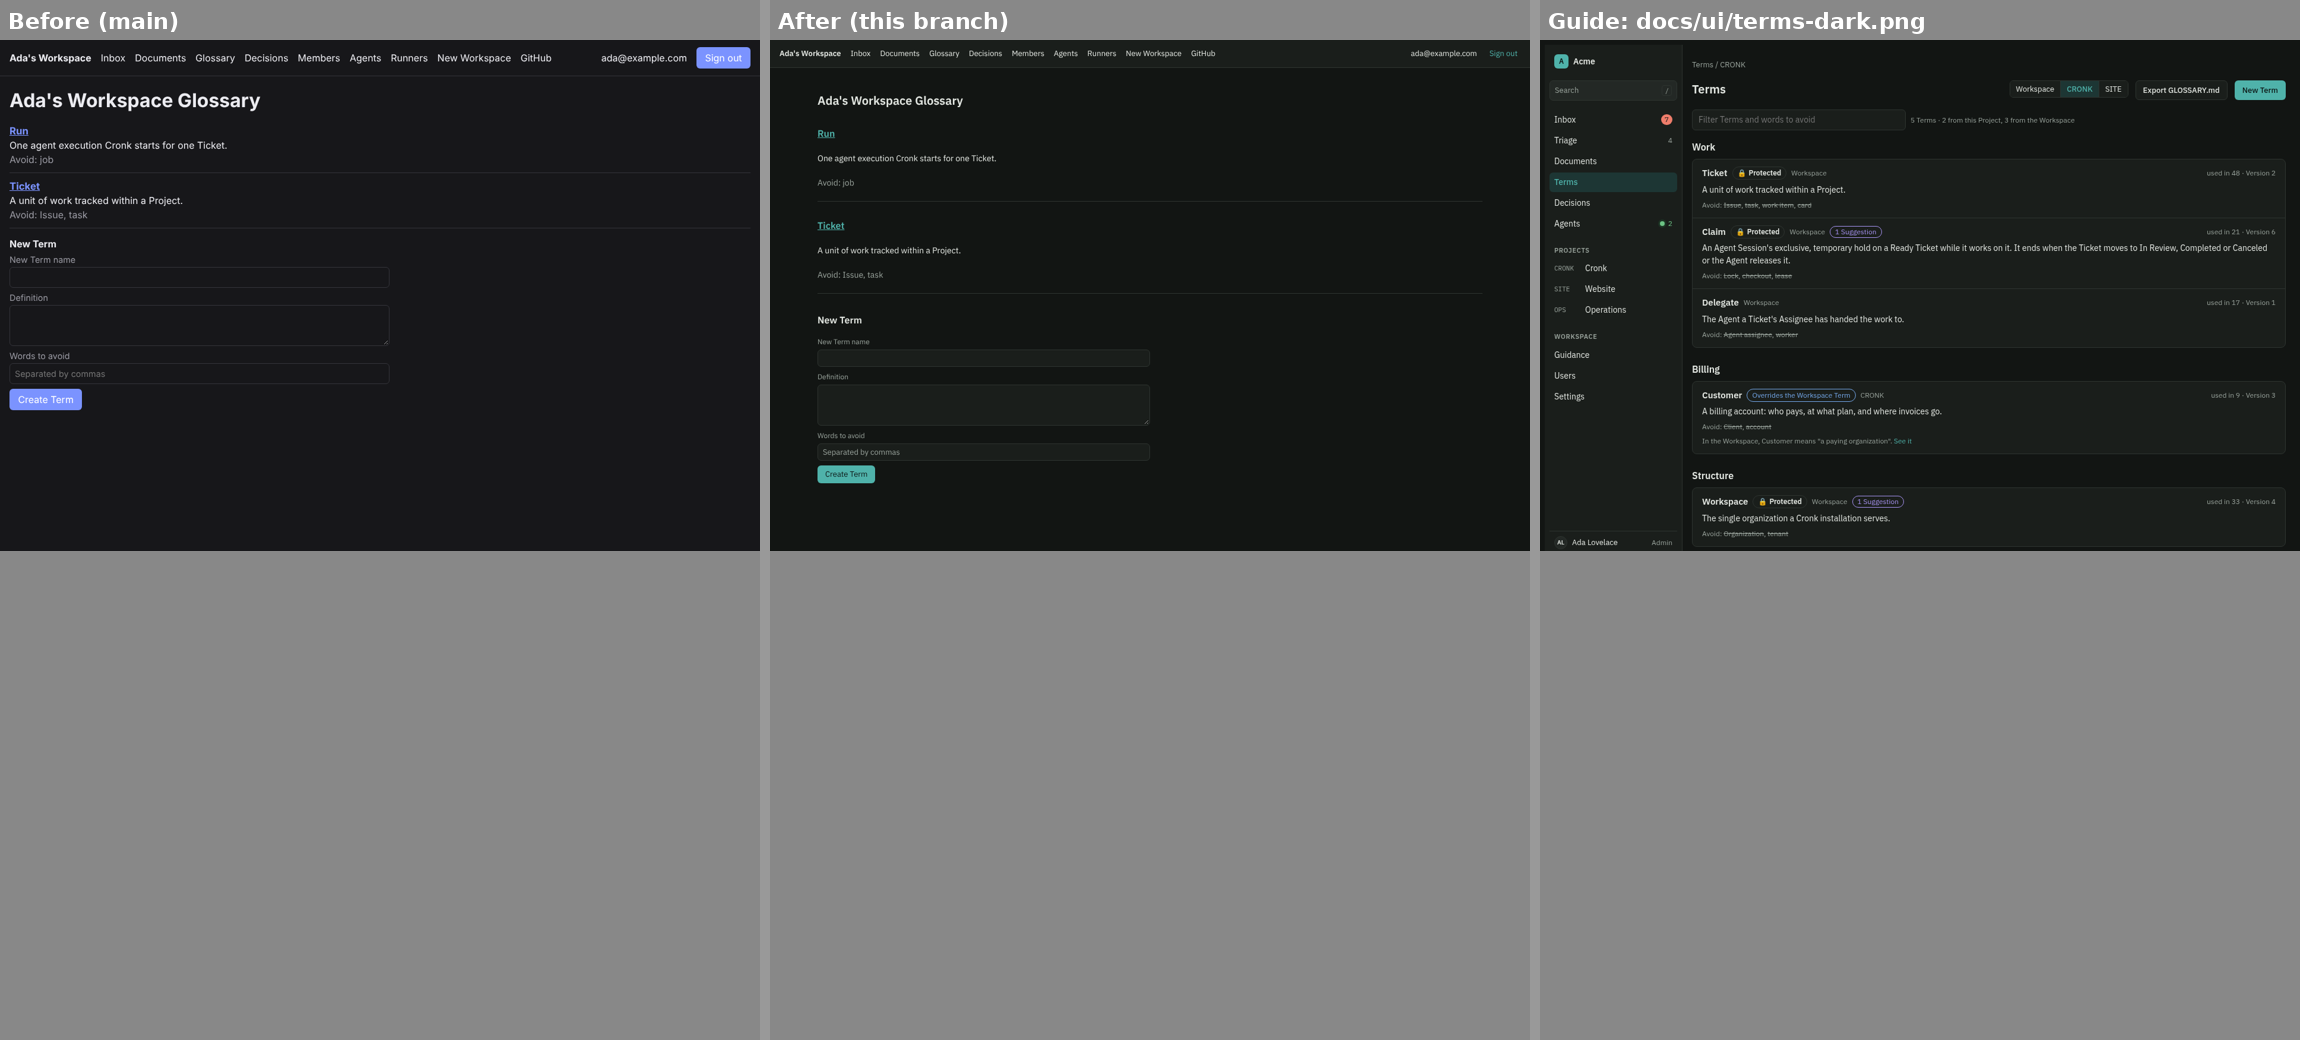 Before (main)
Ada's Workspace Inbox Documents Glossary Decisions Members Agents Runners New Workspace GitHub ada@example.com Sign out
Ada's Workspace Glossary
Run
One agent execution Cronk starts for one Ticket.
Avoid: job
Ticket
A unit of work tracked within a Project.
Avoid: Issue, task
New Term
New Term name
Definition
Words to avoid
Separated by commas
Create Term
After (this branch)
Ada's Workspace Inbox Documents Glossary Decisions Members Agents Runners New Workspace GitHub ada@example.com Sign out
Ada's Workspace Glossary
Run
One agent execution Cronk starts for one Ticket.
Avoid: job
Ticket
A unit of work tracked within a Project.
Avoid: Issue, task
New Term
New Term name
Definition
Words to avoid
Separated by commas
Create Term
Guide: docs/ui/terms-dark.png
A Acme
Search /
Inbox 7
Triage 4
Documents
Terms
Decisions
Agents 2
PROJECTS
CRONK Cronk
SITE Website
OPS Operations
WORKSPACE
Guidance
Users
Settings
AL Ada Lovelace Admin
Terms / CRONK
Terms Workspace CRONK SITE Export GLOSSARY.md New Term
Filter Terms and words to avoid 5 Terms · 2 from this Project, 3 from the Workspace
Work
Ticket Protected Workspace used in 48 · Version 2
A unit of work tracked within a Project.
Avoid: Issue, task, work item, card
Claim Protected Workspace 1 Suggestion used in 21 · Version 6
An Agent Session's exclusive, temporary hold on a Ready Ticket while it works on it. It ends when the Ticket moves to In Review, Completed or Canceled
or the Agent releases it.
Avoid: Lock, checkout, lease
Delegate Workspace used in 17 · Version 1
The Agent a Ticket's Assignee has handed the work to.
Avoid: Agent assignee, worker
Billing
Customer Overrides the Workspace Term CRONK used in 9 · Version 3
A billing account: who pays, at what plan, and where invoices go.
Avoid: Client, account
In the Workspace, Customer means "a paying organization". See it
Structure
Workspace Protected Workspace 1 Suggestion used in 33 · Version 4
The single organization a Cronk installation serves.
Avoid: Organization, tenant